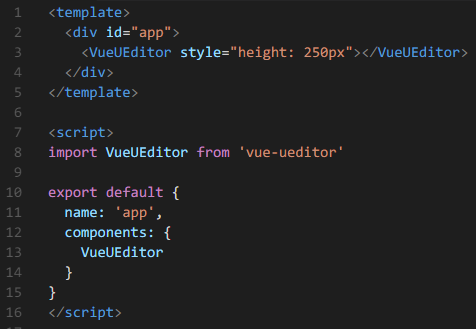 1 <template>
2   <div id="app">
3     <VueUEditor style="height: 250px"></VueUEditor>
4   </div>
5 </template>
6
7 <script>
8 import VueUEditor from 'vue-ueditor'
9
10 export default {
11   name: 'app',
12   components: {
13     VueUEditor
14   }
15 }
16 </script>